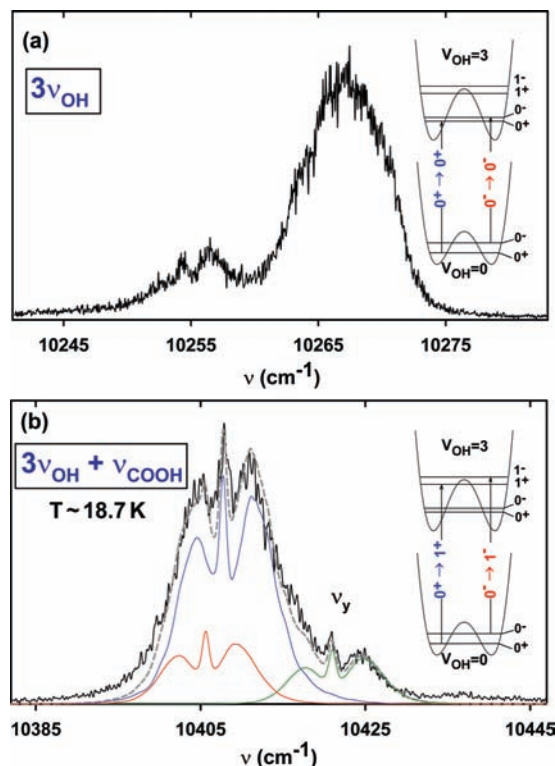 (a)
3νOH
VOH=3
1-
1+
0-
0+
0+ → 0+
0- → 0-
0-
0+
VOH=0
10245 10255 10265 10275
ν (cm-1)
(b)
3νOH + νCOOH
T ~ 18.7 K
νy
VOH=3
1-
1+
0-
0+
0+ → 1+
0- → 1-
0-
0+
VOH=0
10385 10405 10425 10445
ν (cm-1)